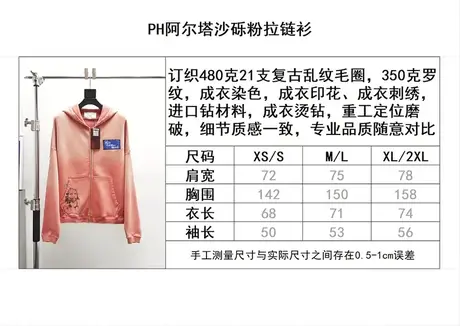 PH阿尔塔沙砾粉拉链衫
订织480克21支复古乱纹毛圈，350克罗
纹，成衣染色，成衣印花、成衣刺绣，
进口钻材料，成衣烫钻，重工定位磨
破，细节质感一致，专业品质随意对比
尺码 XS/S M/L XL/2XL
肩宽 72 75 78
胸围 142 150 158
衣长 68 71 74
袖长 50 53 56
手工测量尺寸与实际尺寸之间存在0.5-1cm误差